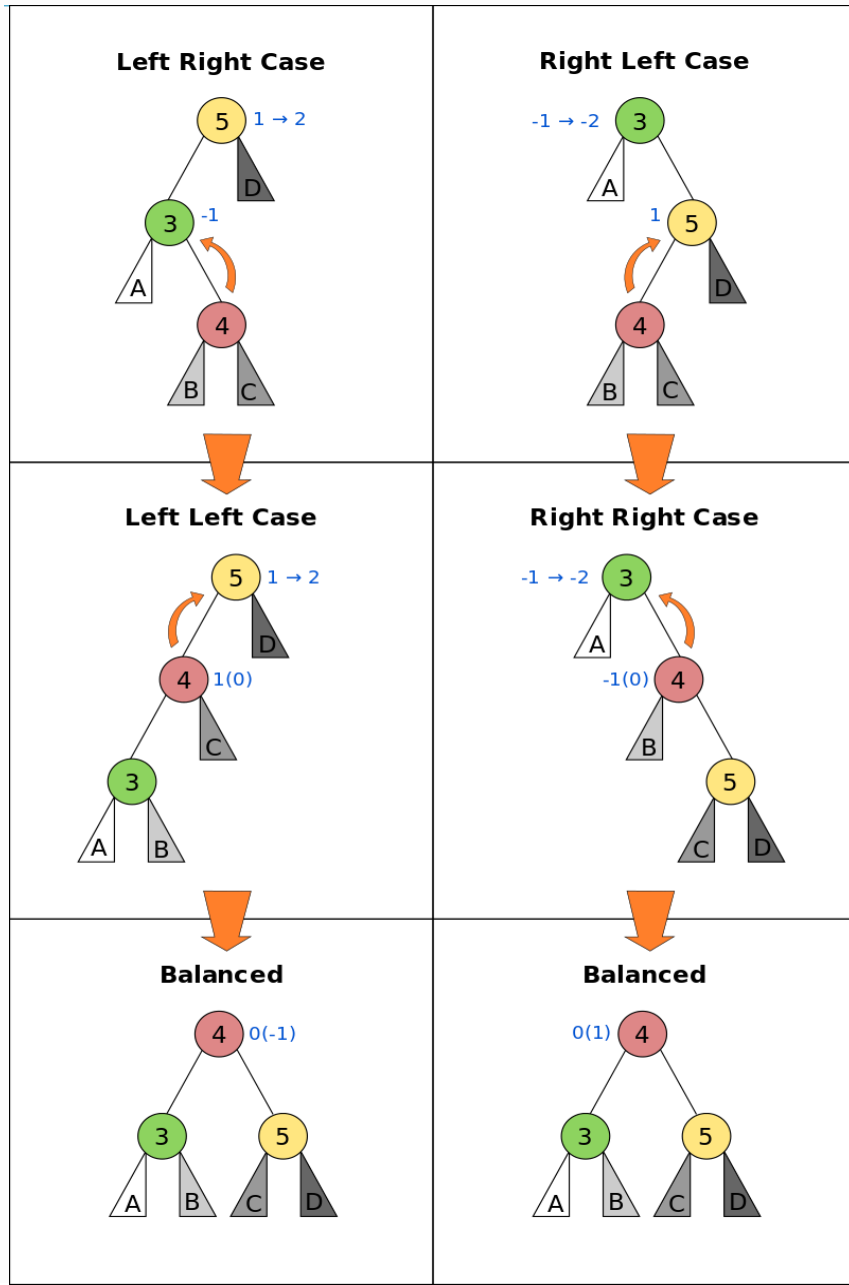 Left Right Case
5 1 → 2
D
3 -1
A
4
B C
Right Left Case
-1 → -2 3
A
1 5
D
4
B C
Left Left Case
5 1 → 2
D
4 1(0)
C
3
A B
Right Right Case
-1 → -2 3
A
-1(0) 4
B
5
C D
Balanced
4 0(-1)
3 5
A B C D
Balanced
0(1) 4
3 5
A B C D